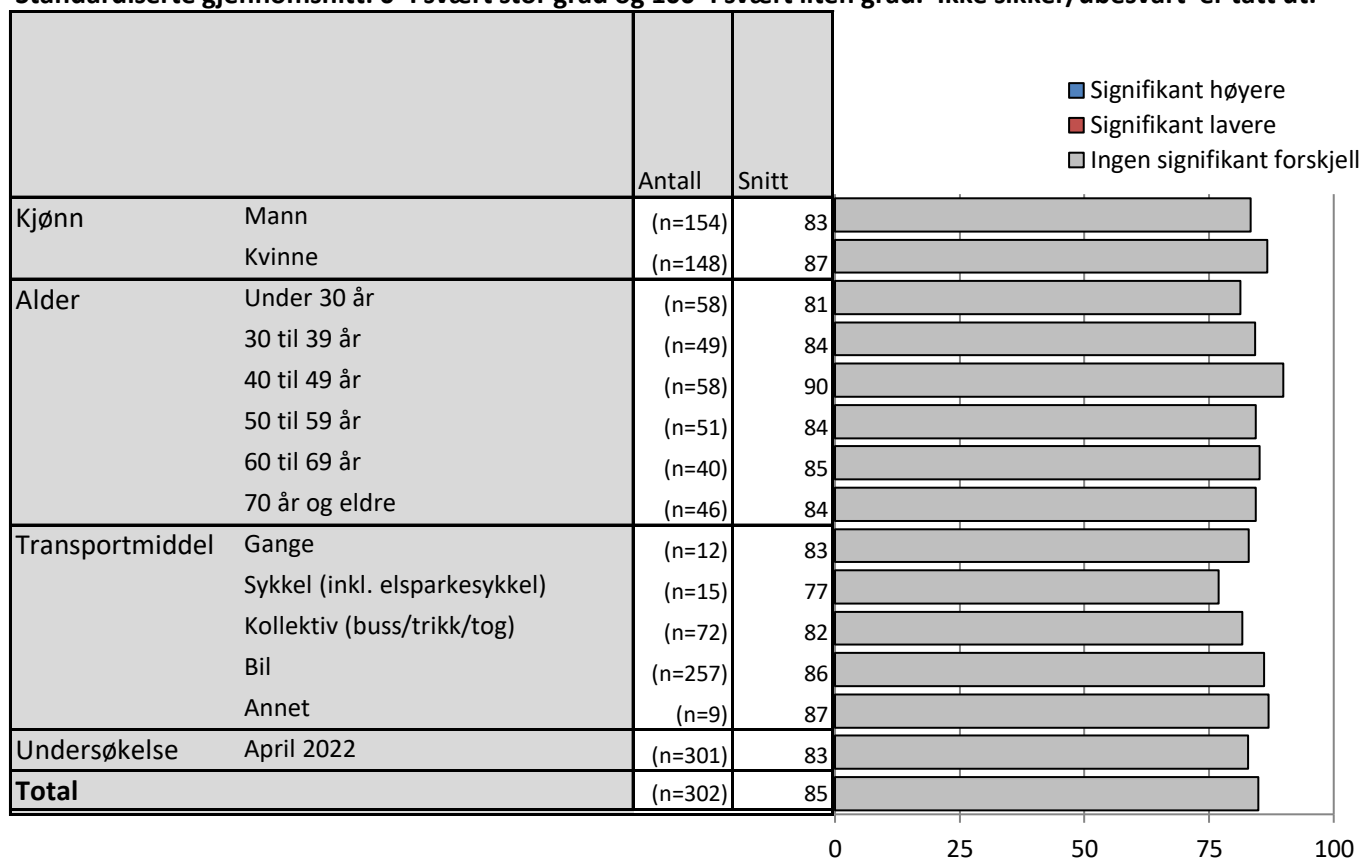 Signifikant høyere
Signifikant lavere
Ingen signifikant forskjell
Antall Snitt
Kjønn Mann (n=154) 83
Kvinne (n=148) 87
Alder Under 30 år (n=58) 81
30 til 39 år (n=49) 84
40 til 49 år (n=58) 90
50 til 59 år (n=51) 84
60 til 69 år (n=40) 85
70 år og eldre (n=46) 84
Transportmiddel Gange (n=12) 83
Sykkel (inkl. elsparkesykkel) (n=15) 77
Kollektiv (buss/trikk/tog) (n=72) 82
Bil (n=257) 86
Annet (n=9) 87
Undersøkelse April 2022 (n=301) 83
Total (n=302) 85
0 25 50 75 100